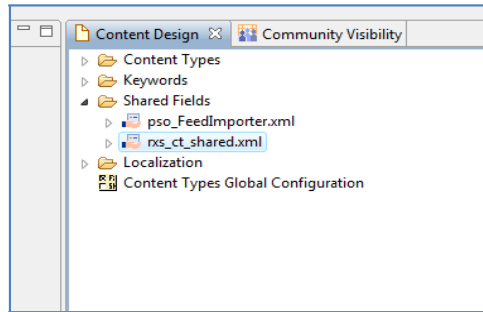 Content Design Community Visibility
Content Types
Keywords
Shared Fields
pso_FeedImporter.xml
rxs_ct_shared.xml
Localization
Content Types Global Configuration